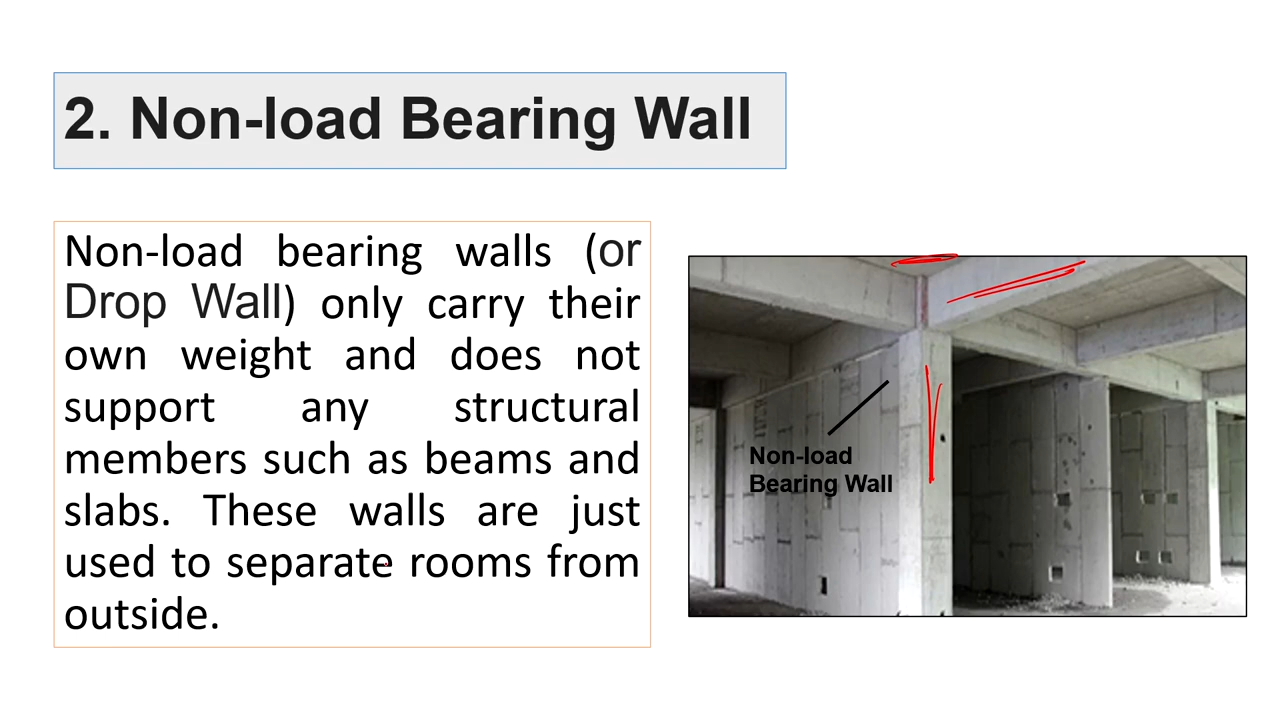 2. Non-load Bearing Wall
Non-load bearing walls (or
Drop Wall) only carry their
own weight and does not
support any structural
members such as beams and
slabs. These walls are just
used to separate rooms from
outside.
Non-load
Bearing Wall